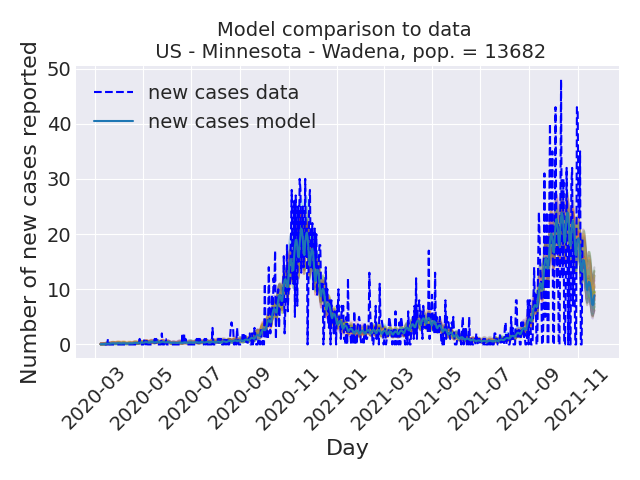 Model comparison to data
US - Minnesota - Wadena, pop. = 13682
Number of new cases reported
50
40
30
20
10
0
new cases data
new cases model
2020-03
2020-05
2020-07
2020-09
2020-11
2021-01
2021-03
2021-05
2021-07
2021-09
2021-11
Day